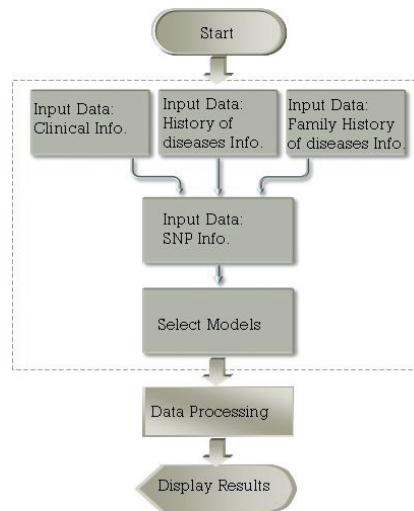 Start
Input Data:
Clinical Info.
Input Data:
History of
diseases Info.
Input Data:
Family History
of diseases Info.
Input Data:
SNP Info.
Select Models
Data Processing
Display Results